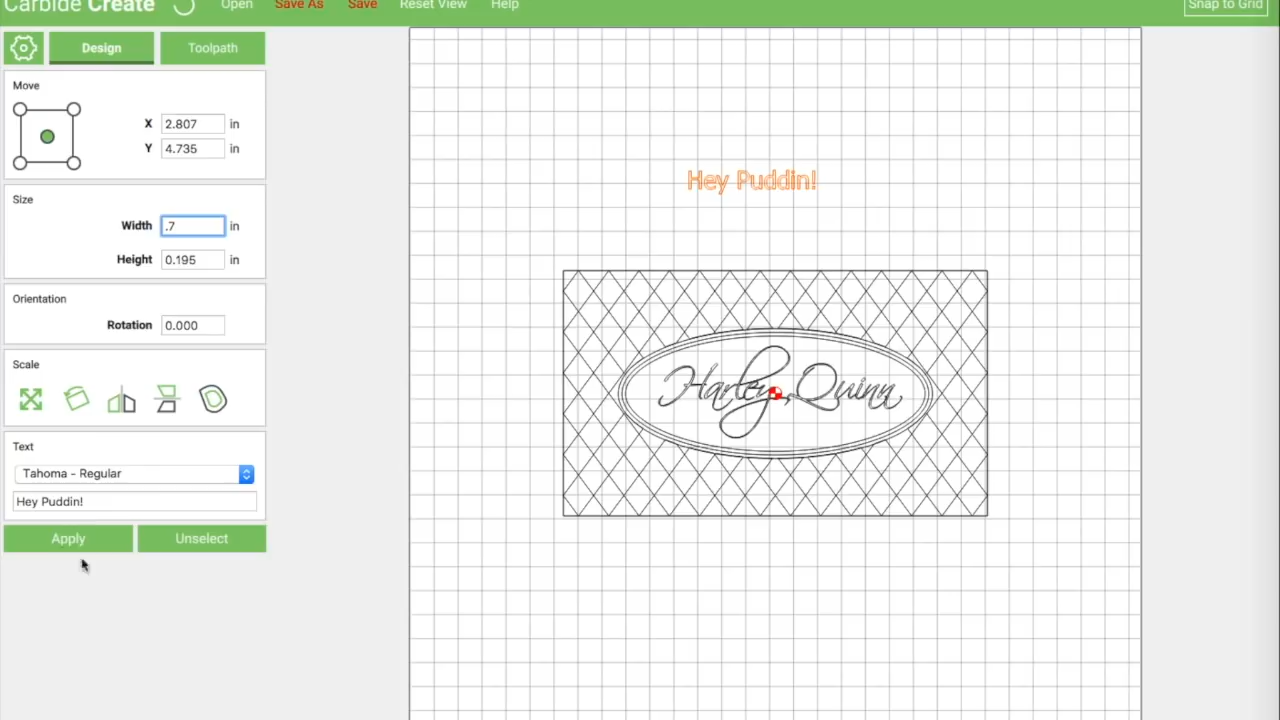 Carbide Create Open Save As Save Reset View Help Snap to Grid
Design Toolpath
Move
X 2.807 in
Y 4.735 in
Size
Width .7 in
Height 0.195 in
Orientation
Rotation 0.000
Scale
Text
Tahoma - Regular
Hey Puddin!
Apply Unselect
Hey Puddin!
Harley Quinn